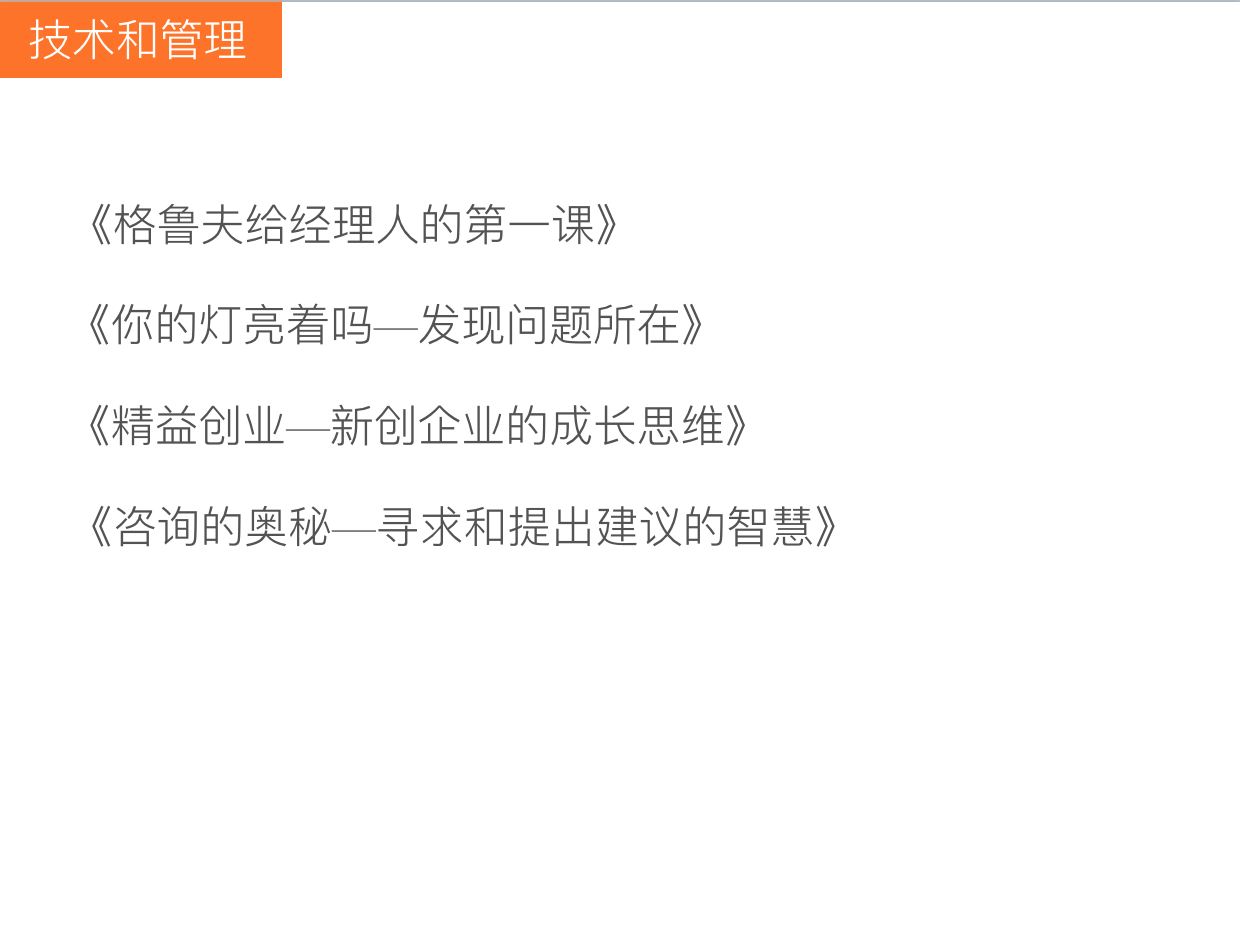 技术和管理
《格鲁夫给经理人的第一课》
《你的灯亮着吗—发现问题所在》
《精益创业—新创企业的成长思维》
《咨询的奥秘—寻求和提出建议的智慧》